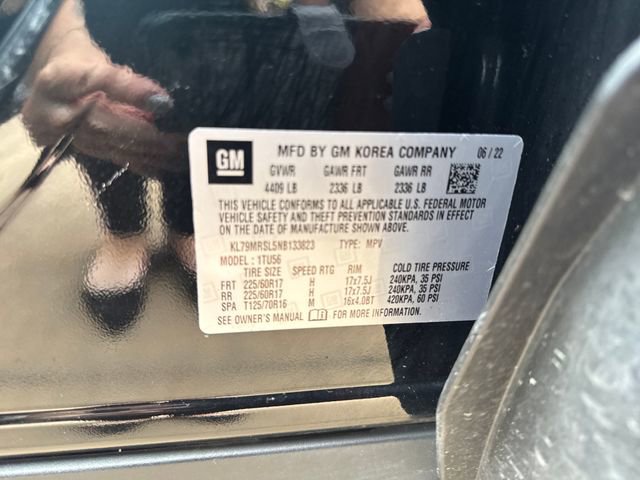 GM MFD BY GM KOREA COMPANY 06/22
GVWR GAWR FRT GAWR RR
4409 LB 2336 LB 2336 LB
THIS VEHICLE CONFORMS TO ALL APPLICABLE U.S. FEDERAL MOTOR
VEHICLE SAFETY AND THEFT PREVENTION STANDARDS IN EFFECT ON
DATE OF MANUFACTURE SHOWN ABOVE.
KL79MRSL5NB133823 TYPE: MPV
MODEL: 1TU56
TIRE SIZE SPEED RTG RIM COLD TIRE PRESSURE
FRT 225/60R17 H 17x7.5J 240KPA, 35 PSI
RR 225/60R17 H 17x7.5J 240KPA, 35 PSI
SPA T125/70R16 M 16x4.0BT 420KPA, 60 PSI
SEE OWNER'S MANUAL FOR MORE INFORMATION.